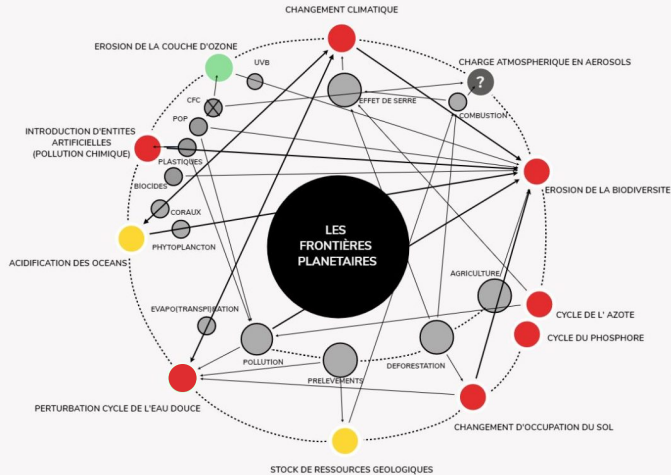 CHANGEMENT CLIMATIQUE
EROSION DE LA COUCHE D'OZONE
UVB
CHARGE ATMOSPHERIQUE EN AEROSOLS
?
CFC
EFFET DE SERRE
COMBUSTION
POP
INTRODUCTION D'ENTITES
ARTIFICIELLES
(POLLUTION CHIMIQUE)
PLASTIQUES
BIOCIDES
EROSION DE LA BIODIVERSITE
CORAUX
PHYTOPLANCTON
ACIDIFICATION DES OCEANS
LES
FRONTIÈRES
PLANETAIRES
AGRICULTURE
EVAPO(TRANSPI)RATION
CYCLE DE L' AZOTE
CYCLE DU PHOSPHORE
POLLUTION
DEFORESTATION
PRELEVEMENTS
PERTURBATION CYCLE DE L'EAU DOUCE
CHANGEMENT D'OCCUPATION DU SOL
STOCK DE RESSOURCES GEOLOGIQUES